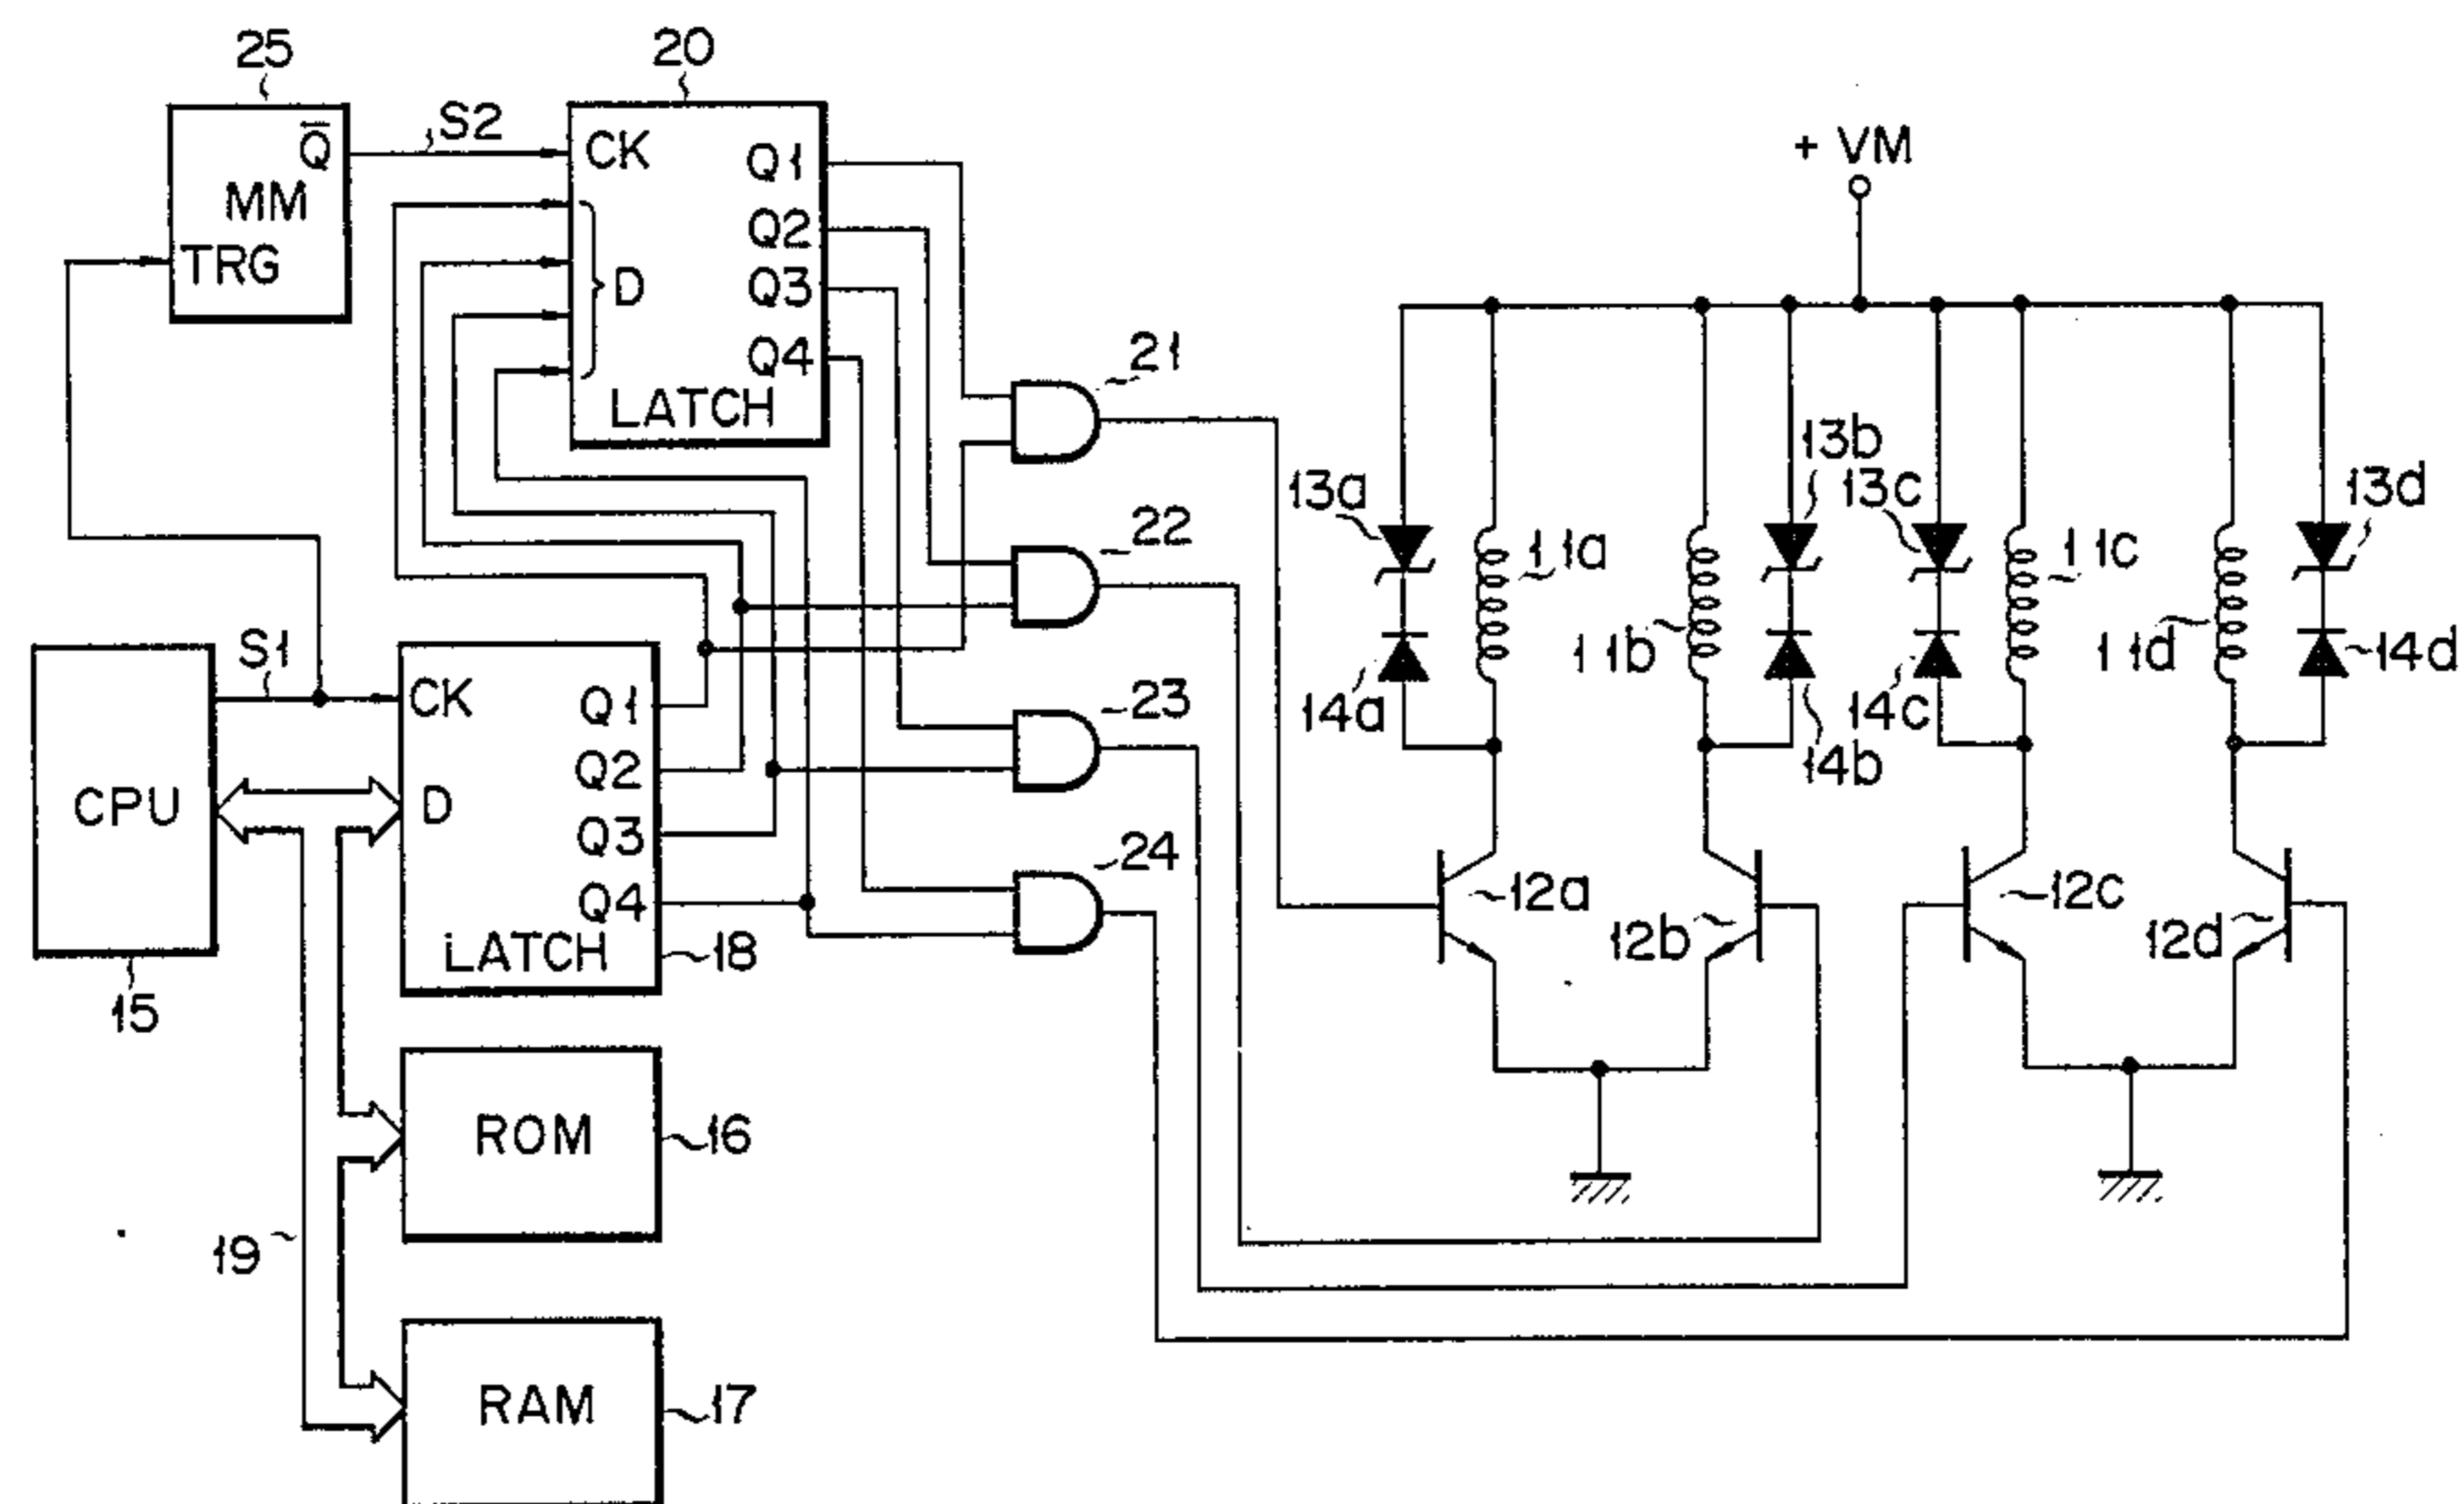 25
20
S2
Q̅
MM
TRG
CK
Q1
Q2
D
Q3
Q4
LATCH
+ VM
21
22
23
24
13a
11a
13b
13c
11c
13d
14a
11b
14b
14c
11d
14d
S1
CPU
15
CK
Q1
Q2
D
Q3
Q4
LATCH
18
12a
12b
12c
12d
ROM
16
19
RAM
17